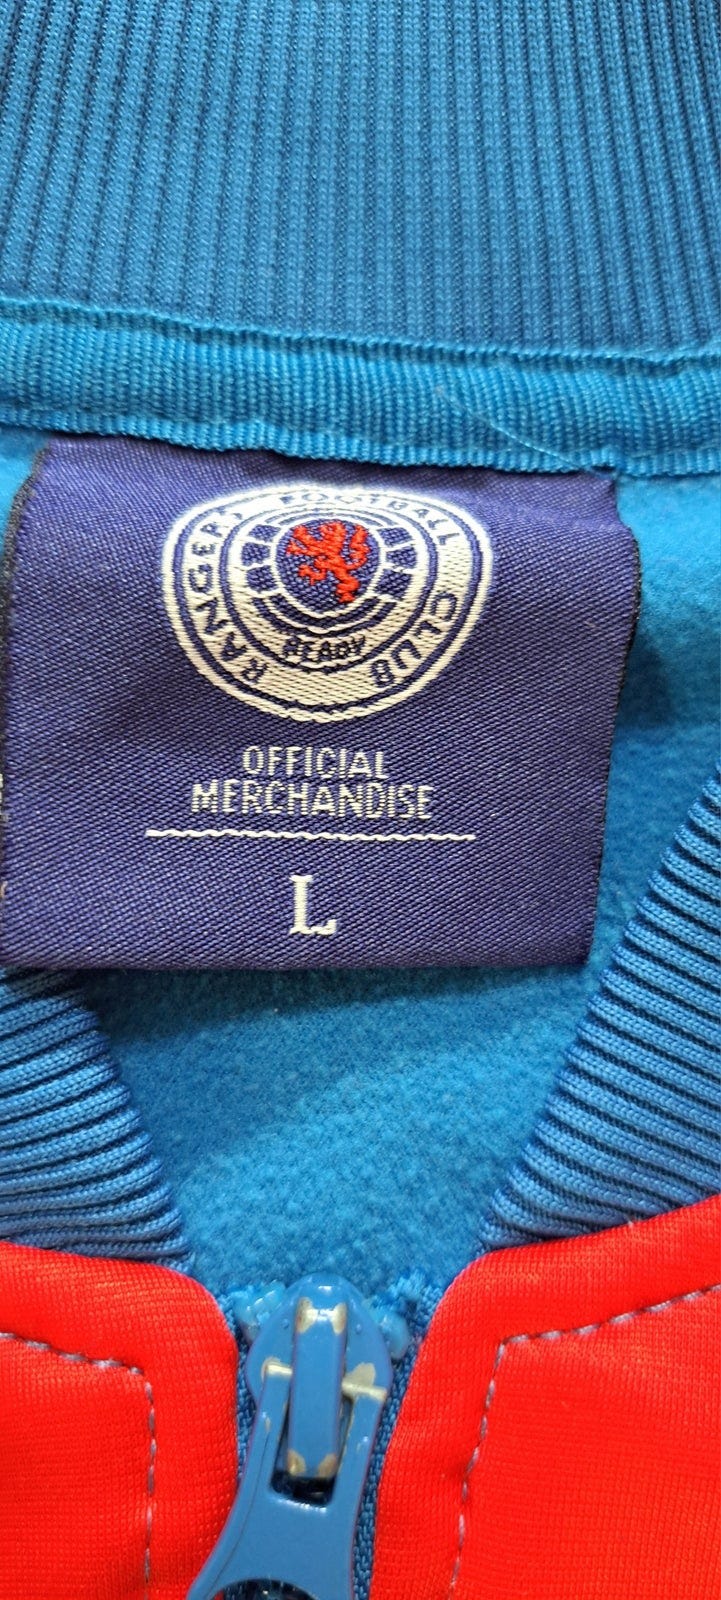 RANGERS FOOTBALL CLUB
READY
OFFICIAL
MERCHANDISE
L